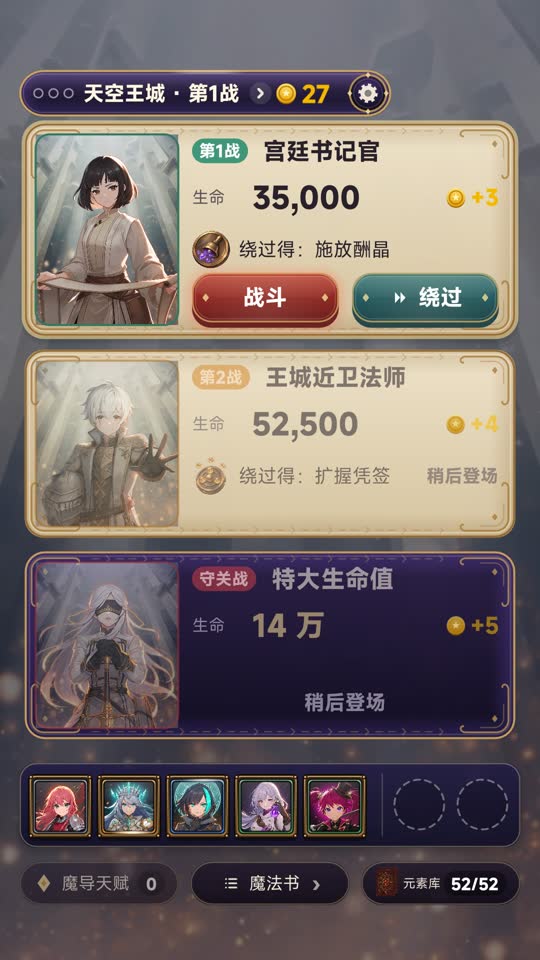 天空王城 · 第1战 › 27
第1战 宫廷书记官
生命 35,000 +3
绕过得：施放酬晶
战斗 绕过
第2战 王城近卫法师
生命 52,500 +4
绕过得：扩握凭签 稍后登场
守关战 特大生命值
生命 14 万 +5
稍后登场
魔导天赋 0 魔法书 › 元素库 52/52